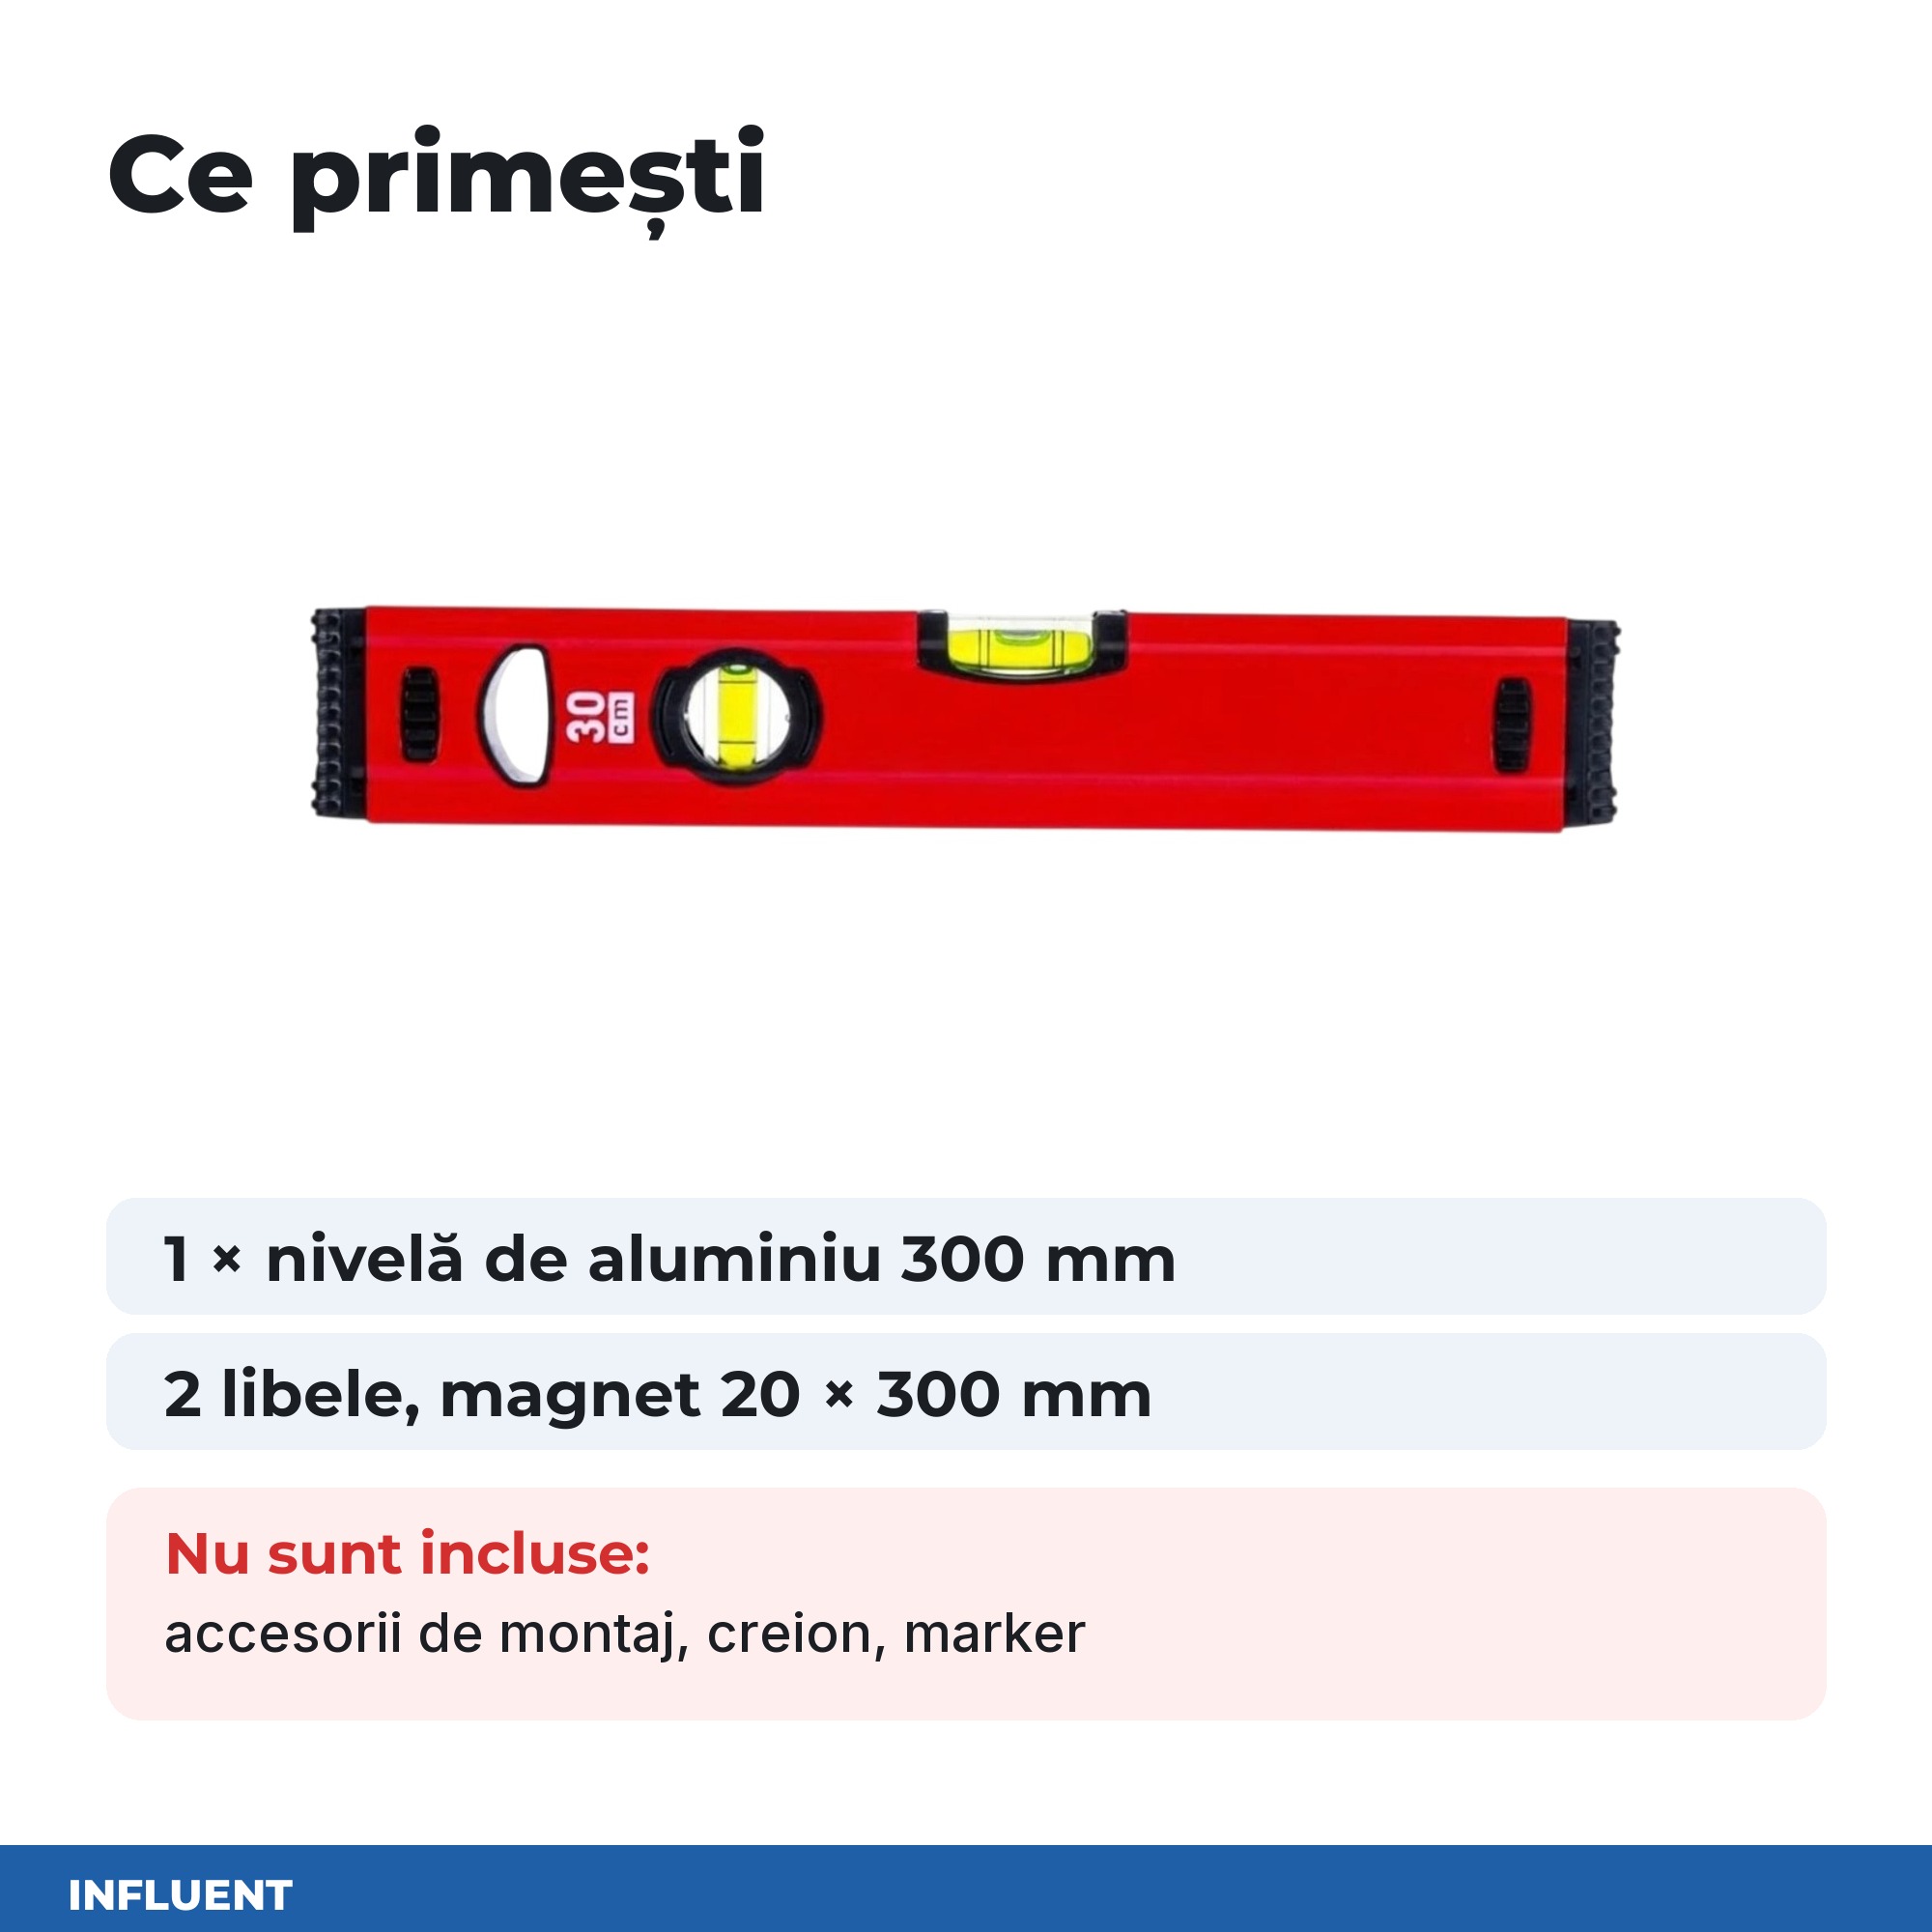 Ce primești
30
cm
1 × nivelă de aluminiu 300 mm
2 libele, magnet 20 × 300 mm
Nu sunt incluse:
accesorii de montaj, creion, marker
INFLUENT